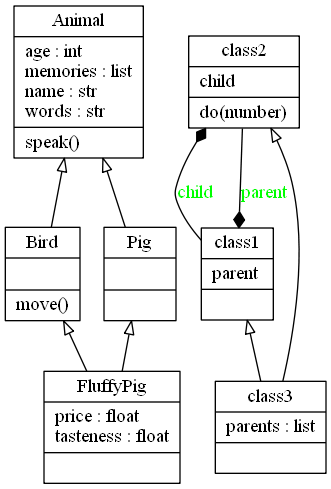 Animal
age : int
memories : list
name : str
words : str
speak()
class2
child
do(number)
child
parent
Bird
move()
Pig
class1
parent
FluffyPig
price : float
tasteness : float
class3
parents : list